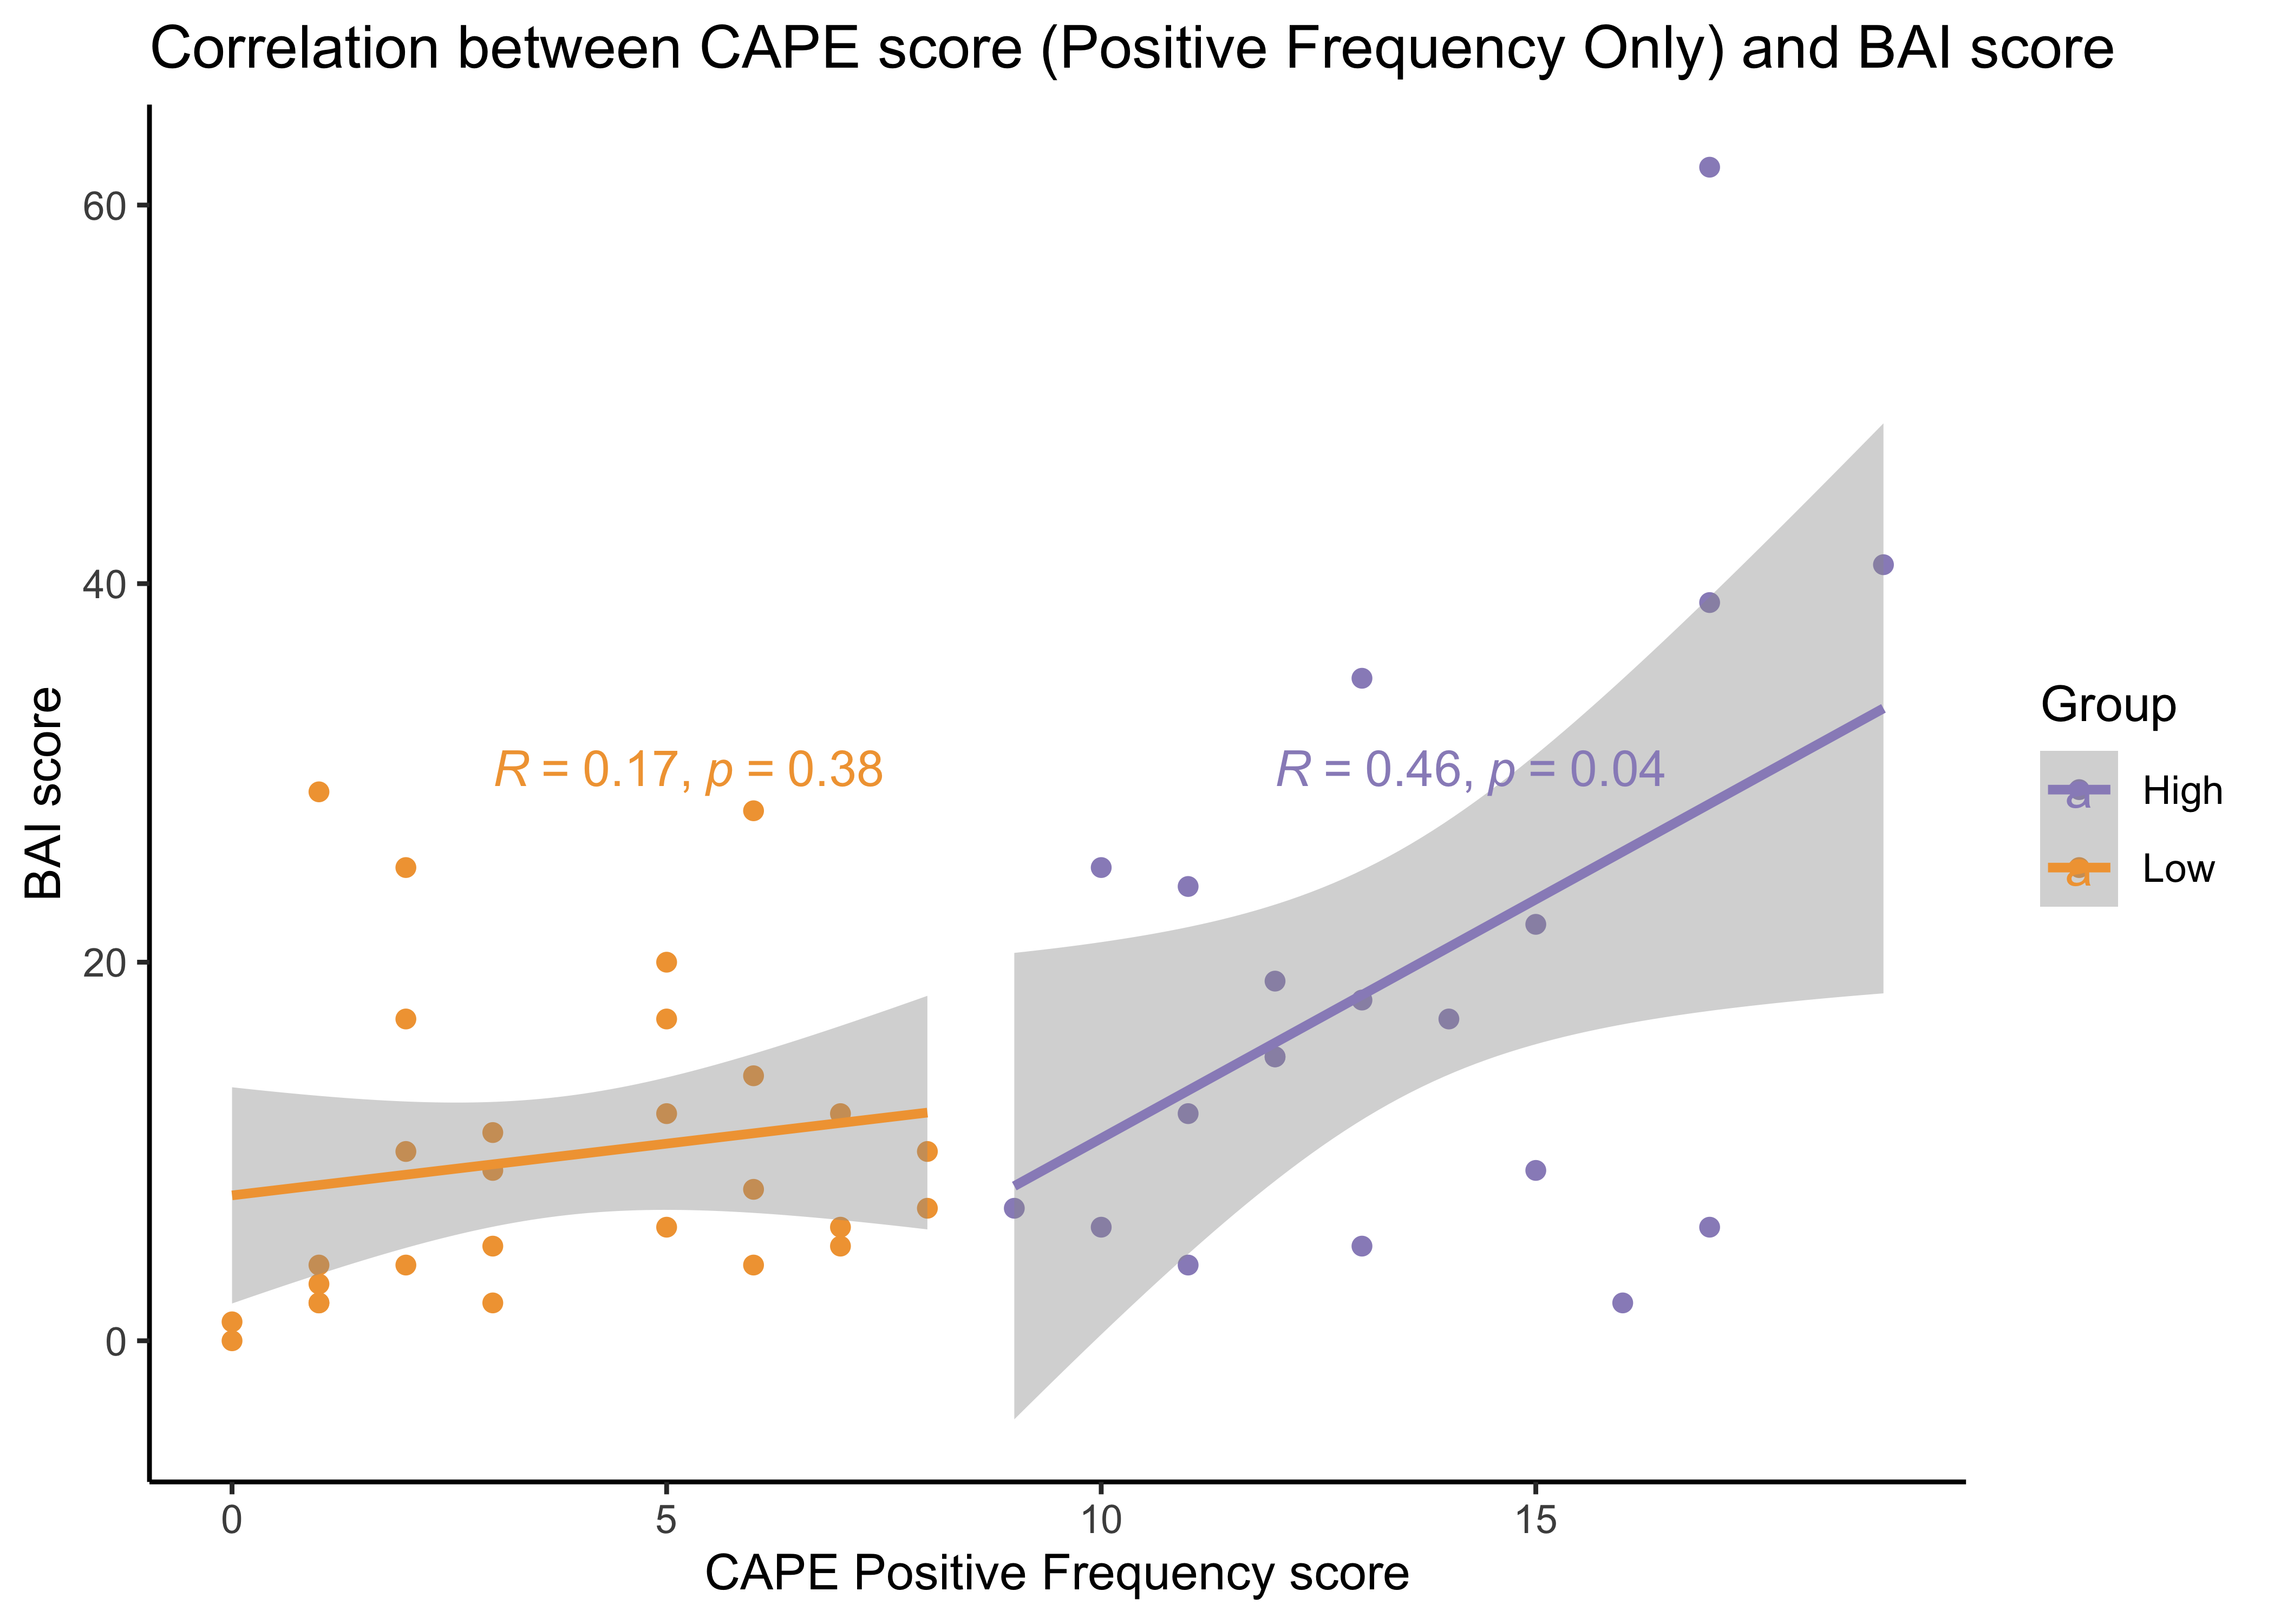 Correlation between CAPE score (Positive Frequency Only) and BAI score
60
40
20
0
BAI score
R = 0.17, p = 0.38
R = 0.46, p = 0.04
Group
a High
a Low
0 5 10 15
CAPE Positive Frequency score